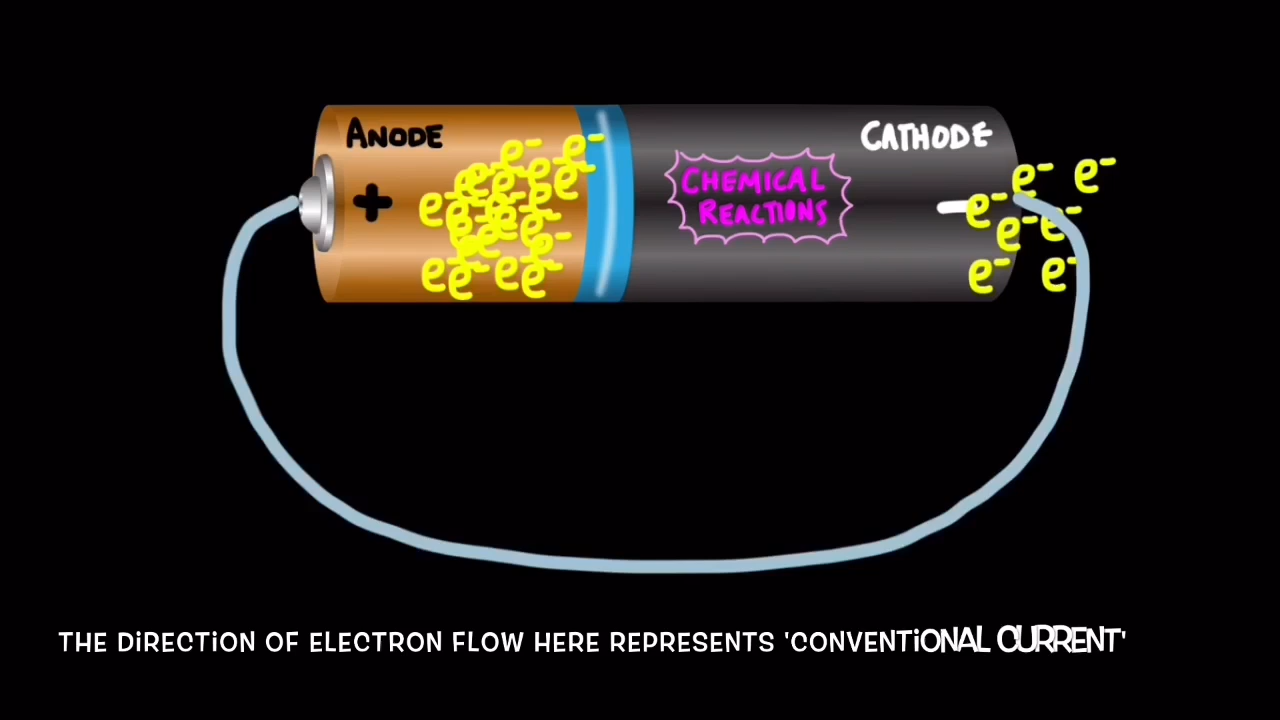 ANODE
CATHODE
+
CHEMICAL
REACTIONS
-
e- e- e- e- e- e- e- e- e- e- e- e- e- e- e- e- e-
e- e- e- e- e- e- e-
THE DIRECTION OF ELECTRON FLOW HERE REPRESENTS 'CONVENTIONAL CURRENT'